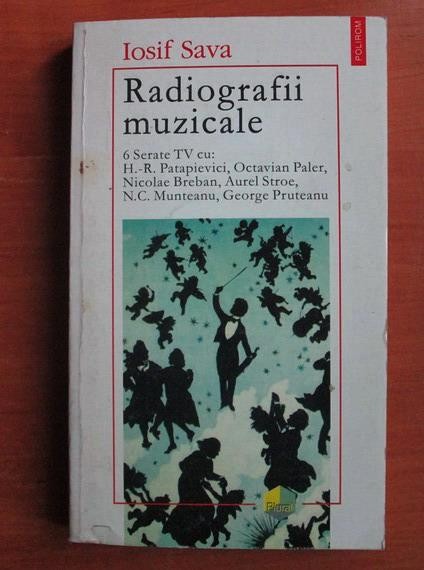 Iosif Sava
POLIROM
Radiografii
muzicale
6 Serate TV cu:
H.-R. Patapievici, Octavian Paler,
Nicolae Breban, Aurel Stroe,
N.C. Munteanu, George Pruteanu
Plural